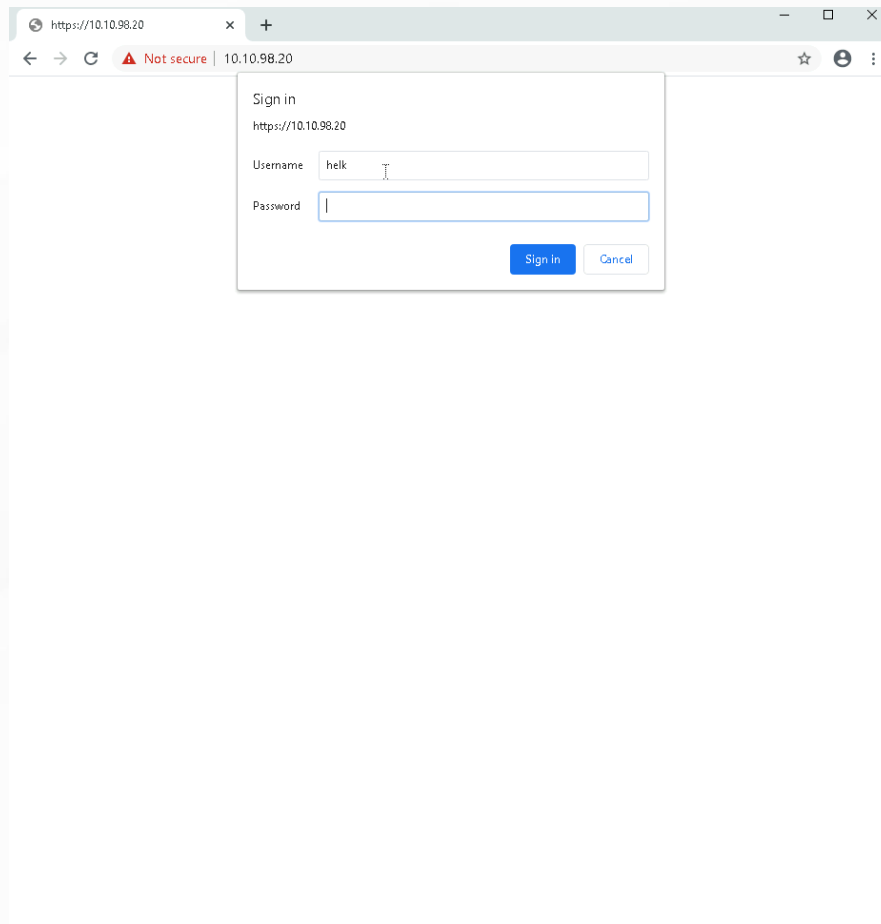 https://10.10.98.20
Not secure 10.10.98.20
Sign in
https://10.10.98.20
Username helk
Password
Sign in Cancel